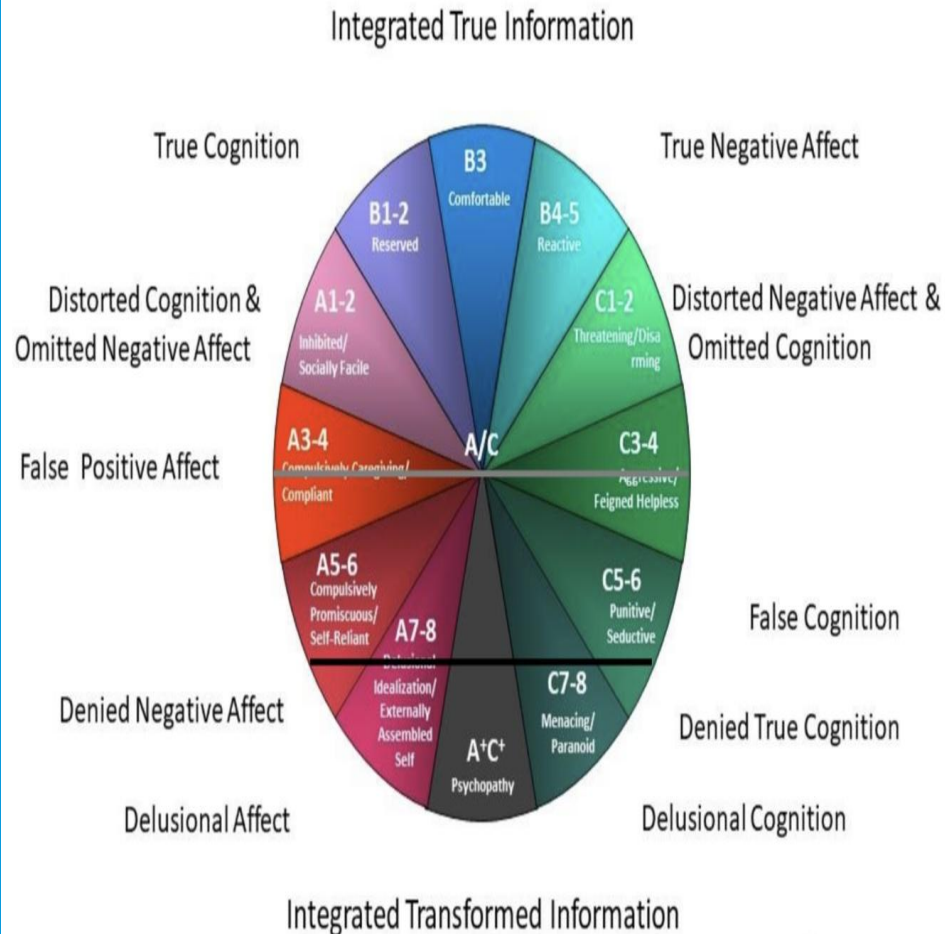 Integrated True Information
True Cognition
True Negative Affect
B3
Comfortable
B1-2
Reserved
B4-5
Reactive
Distorted Cognition &
Omitted Negative Affect
A1-2
Inhibited/
Socially Facile
C1-2
Threatening/Disa
rming
Distorted Negative Affect &
Omitted Cognition
False Positive Affect
A3-4
Compulsively Caregiving/
Compliant
A/C
C3-4
Aggressive/
Feigned Helpless
A5-6
Compulsively
Promiscuous/
Self-Reliant
C5-6
Punitive/
Seductive
False Cognition
A7-8
Delusional
Idealization/
Externally
Assembled
Self
C7-8
Menacing/
Paranoid
Denied Negative Affect
Denied True Cognition
A⁺C⁺
Psychopathy
Delusional Affect
Delusional Cognition
Integrated Transformed Information